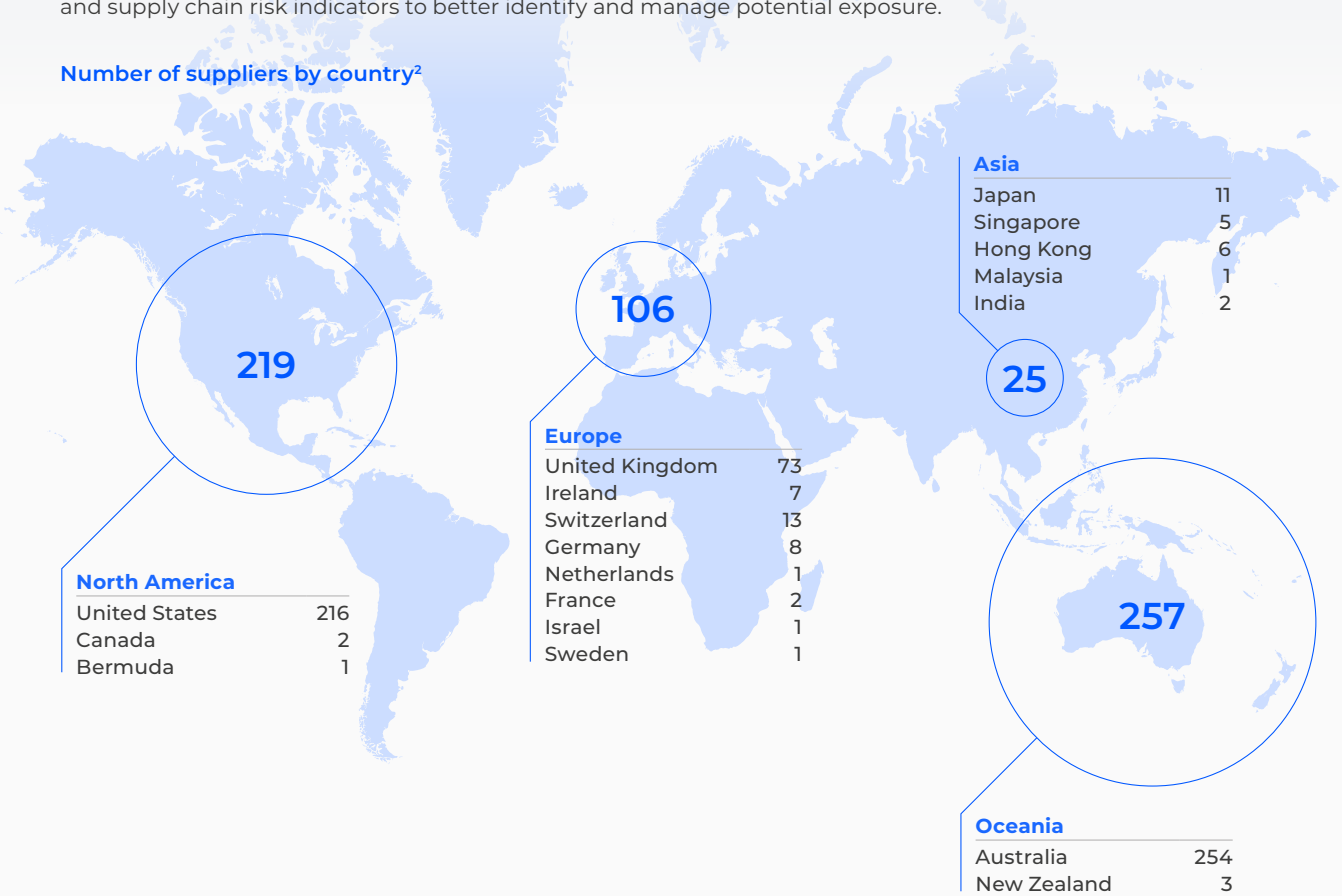 and supply chain risk indicators to better identify and manage potential exposure.
Number of suppliers by country²
219
North America
United States 216
Canada 2
Bermuda 1
106
Europe
United Kingdom 73
Ireland 7
Switzerland 13
Germany 8
Netherlands 1
France 2
Israel 1
Sweden 1
Asia
Japan 11
Singapore 5
Hong Kong 6
Malaysia 1
India 2
25
257
Oceania
Australia 254
New Zealand 3